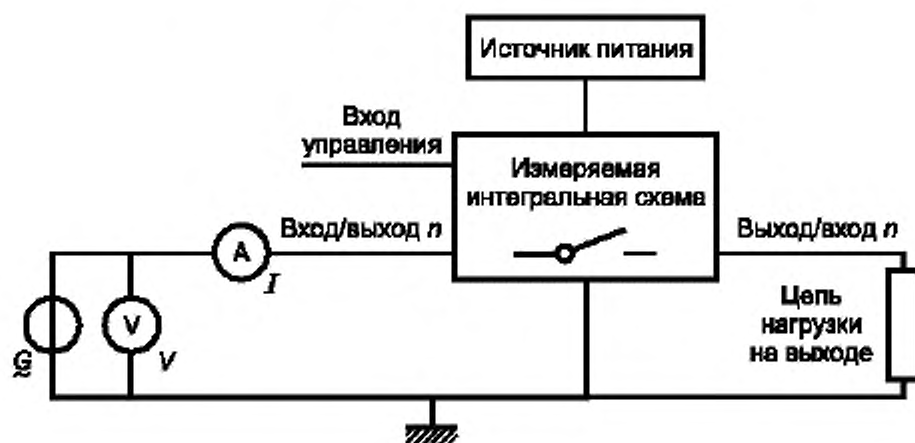 Источник питания
Вход
управления
Измеряемая
интегральная схема
Вход/выход n
Выход/вход n
A
I
G
V
V
Цепь
нагрузки
на выходе